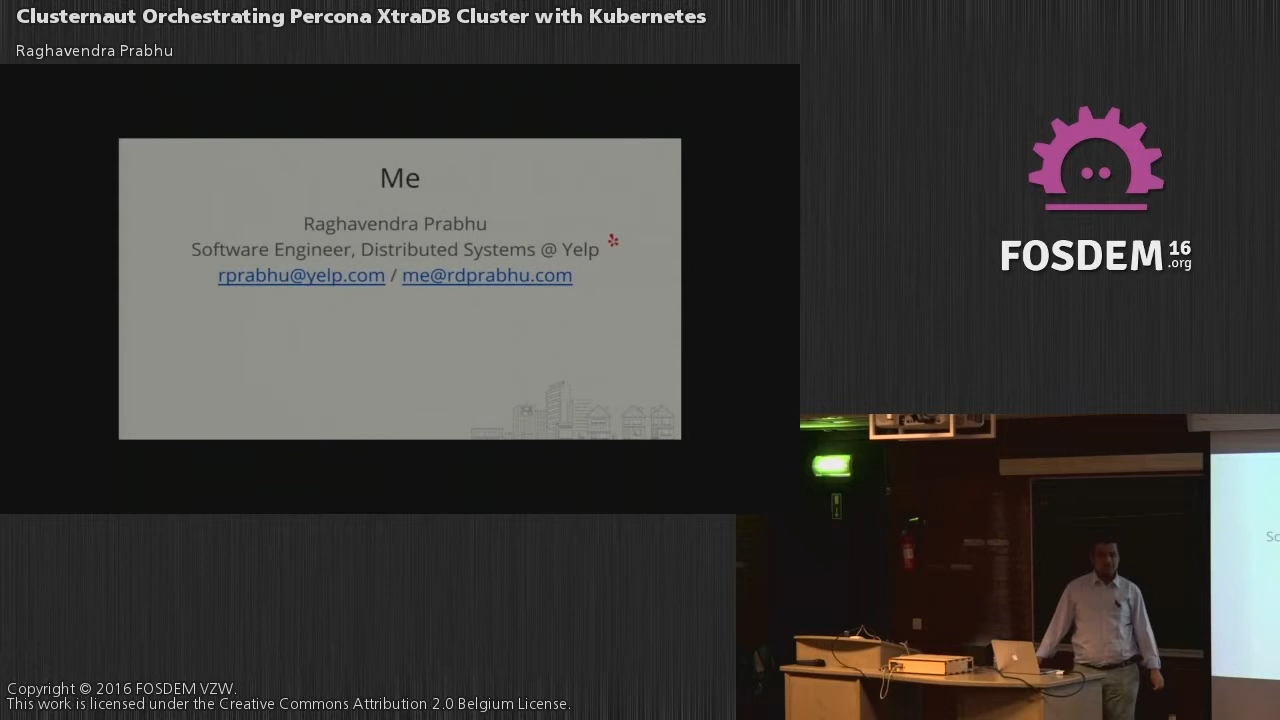 Clusternaut Orchestrating Percona XtraDB Cluster with Kubernetes
Raghavendra Prabhu
Me
Raghavendra Prabhu
Software Engineer, Distributed Systems @ Yelp
rprabhu@yelp.com / me@rdprabhu.com
FOSDEM 16 .org
Sc
Copyright © 2016 FOSDEM VZW.
This work is licensed under the Creative Commons Attribution 2.0 Belgium License.